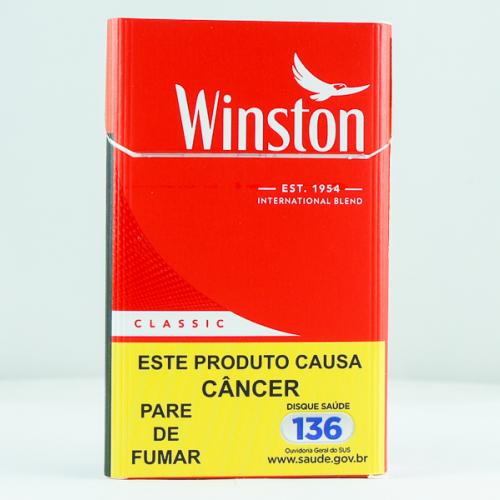 Winston
EST. 1954
INTERNATIONAL BLEND
CLASSIC
ESTE PRODUTO CAUSA
CÂNCER
PARE
DE
FUMAR
DISQUE SAÚDE
136
Ouvidoria Geral do SUS
www.saude.gov.br